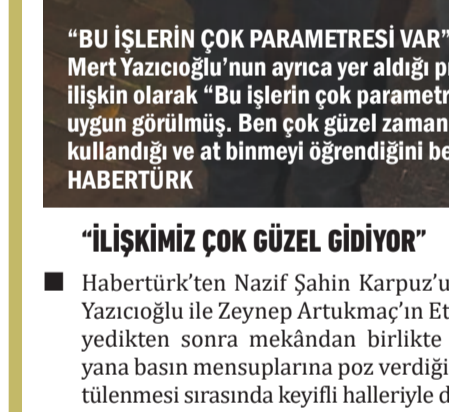 “BU İŞLERİN ÇOK PARAMETRESİ VAR”
Mert Yazıcıoğlu’nun ayrıca yer aldığı
ilişkin olarak “Bu işlerin çok
uygun görülmüş. Ben çok güzel zaman
kullandığı ve at binmeyi öğrendiğini
HABERTÜRK
“İLİŞKİMİZ ÇOK GÜZEL GİDİYOR”
Habertürk’ten Nazif Şahin Karpuz’u
Yazıcıoğlu ile Zeynep Artukmaç’ın
yedikten sonra mekândan birlikte
yana basın mensuplarına poz verdiği
tülenmesi sırasında keyifli halleriyle